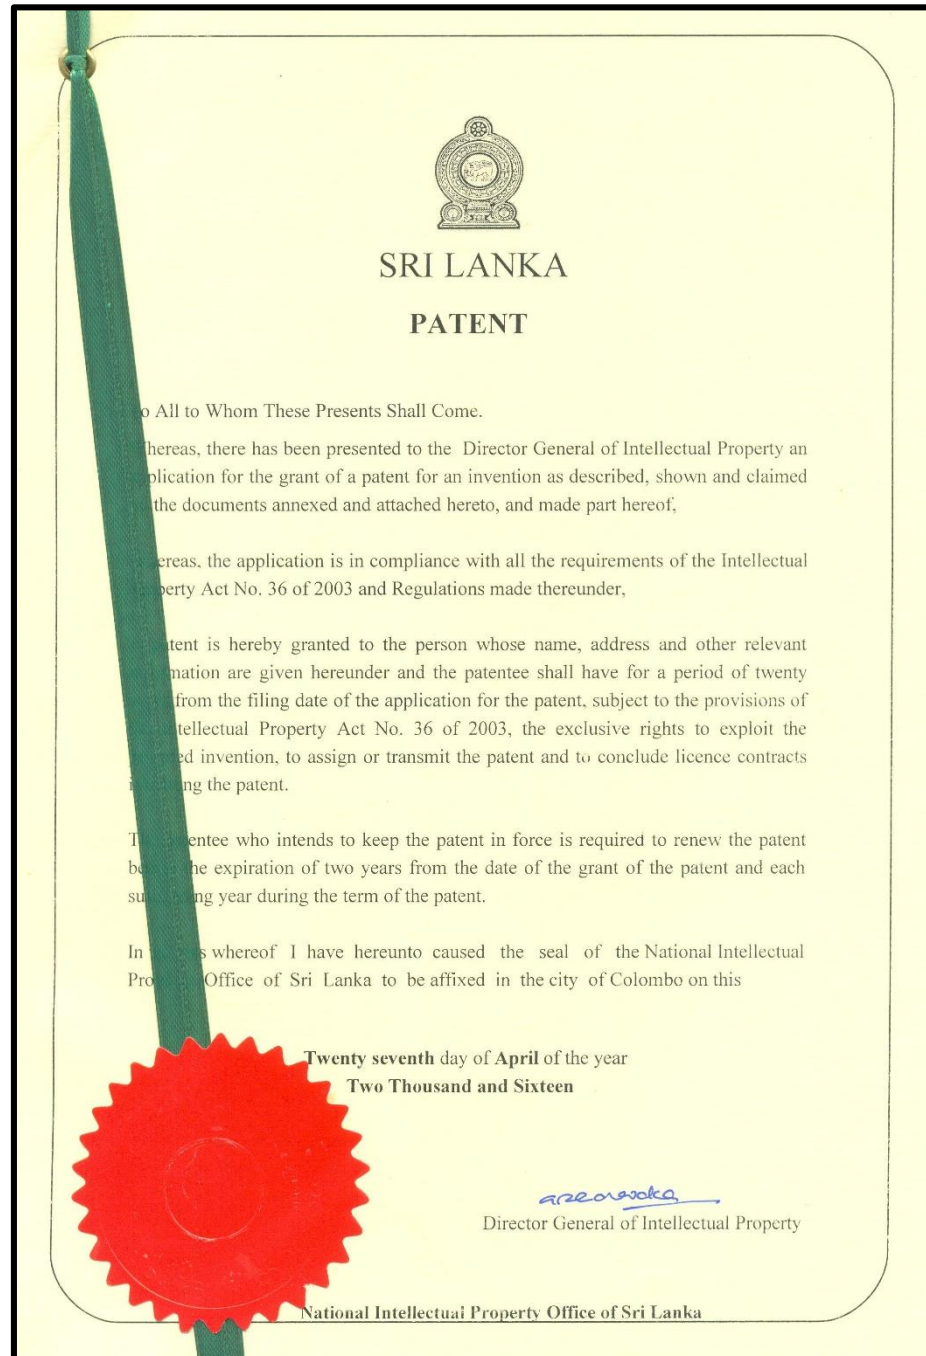 SRI LANKA
PATENT
o All to Whom These Presents Shall Come.
hereas, there has been presented to the Director General of Intellectual Property an
plication for the grant of a patent for an invention as described, shown and claimed
the documents annexed and attached hereto, and made part hereof,
ereas, the application is in compliance with all the requirements of the Intellectual
perty Act No. 36 of 2003 and Regulations made thereunder,
tent is hereby granted to the person whose name, address and other relevant
mation are given hereunder and the patentee shall have for a period of twenty
from the filing date of the application for the patent, subject to the provisions of
tellectual Property Act No. 36 of 2003, the exclusive rights to exploit the
ed invention, to assign or transmit the patent and to conclude licence contracts
ng the patent.
entee who intends to keep the patent in force is required to renew the patent
he expiration of two years from the date of the grant of the patent and each
ng year during the term of the patent.
In s whereof I have hereunto caused the seal of the National Intellectual
Pro Office of Sri Lanka to be affixed in the city of Colombo on this
Twenty seventh day of April of the year
Two Thousand and Sixteen
Director General of Intellectual Property
National Intellectual Property Office of Sri Lanka